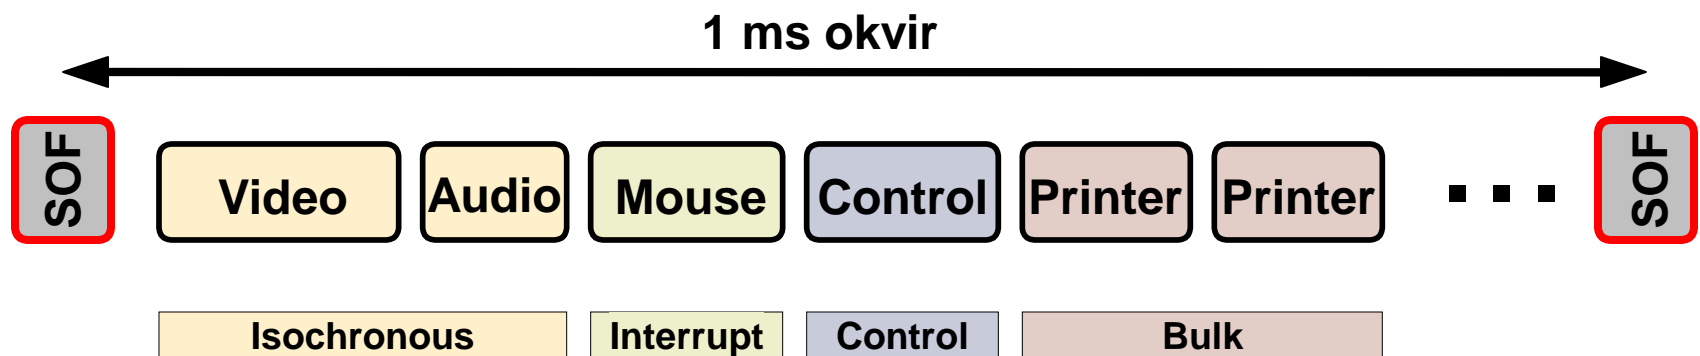 1 ms okvir
SOF
Video
Audio
Mouse
Control
Printer
Printer
SOF
Isochronous
Interrupt
Control
Bulk